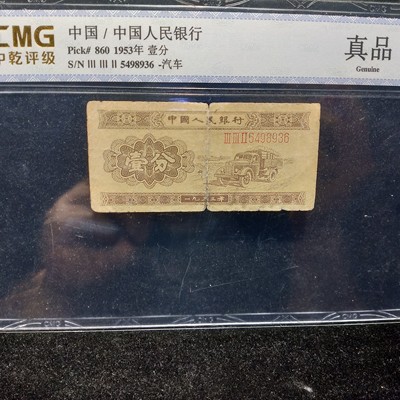 CMG
中乾评级
中国 / 中国人民银行
Pick# 860 1953年 壹分
S/N III III II 5498936 -汽车
真品
Genuine
中國人民銀行
III III II 5498936
壹分
一九五三年